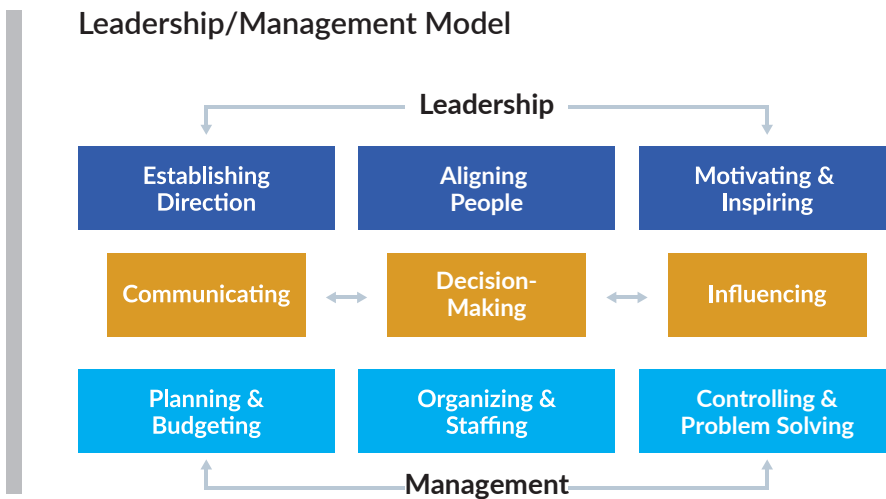 Leadership/Management Model
Leadership
Establishing
Direction
Aligning
People
Motivating &
Inspiring
Communicating
Decision-
Making
Influencing
Planning &
Budgeting
Organizing &
Staffing
Controlling &
Problem Solving
Management